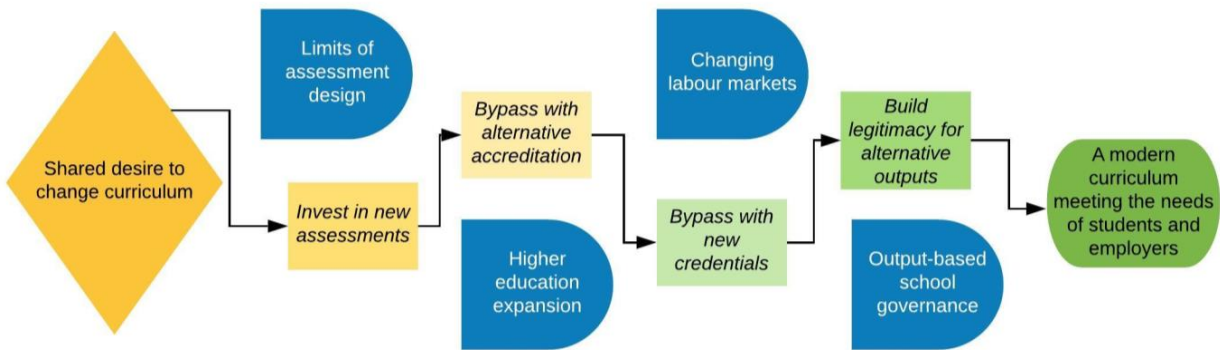 Shared desire to
change curriculum
Limits of
assessment
design
Invest in new
assessments
Bypass with
alternative
accreditation
Higher
education
expansion
Changing
labour markets
Bypass with
new
credentials
Build
legitimacy for
alternative
outputs
Output-based
school
governance
A modern
curriculum
meeting the needs
of students and
employers